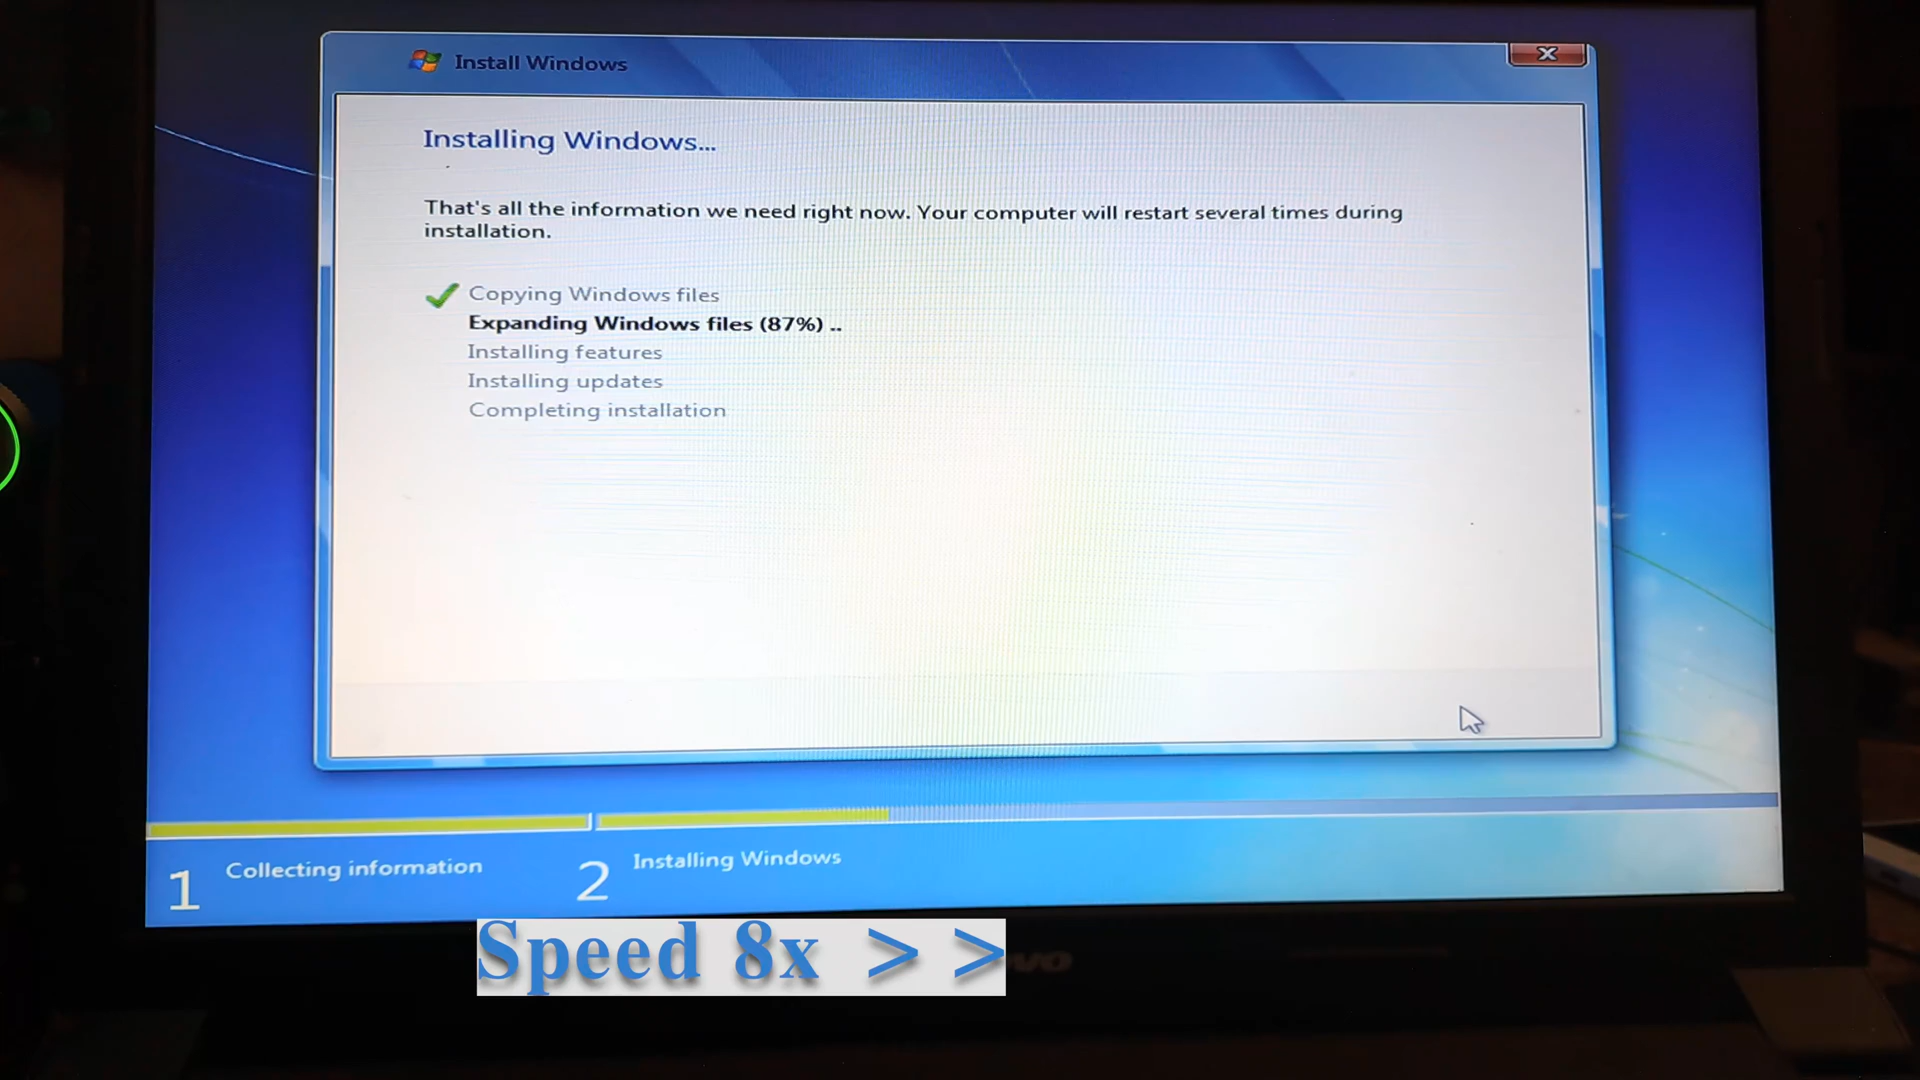 Install Windows
Installing Windows...
That's all the information we need right now. Your computer will restart several times during
installation.
Copying Windows files
Expanding Windows files (87%) ..
Installing features
Installing updates
Completing installation
1 Collecting information
2 Installing Windows
Speed 8x > >